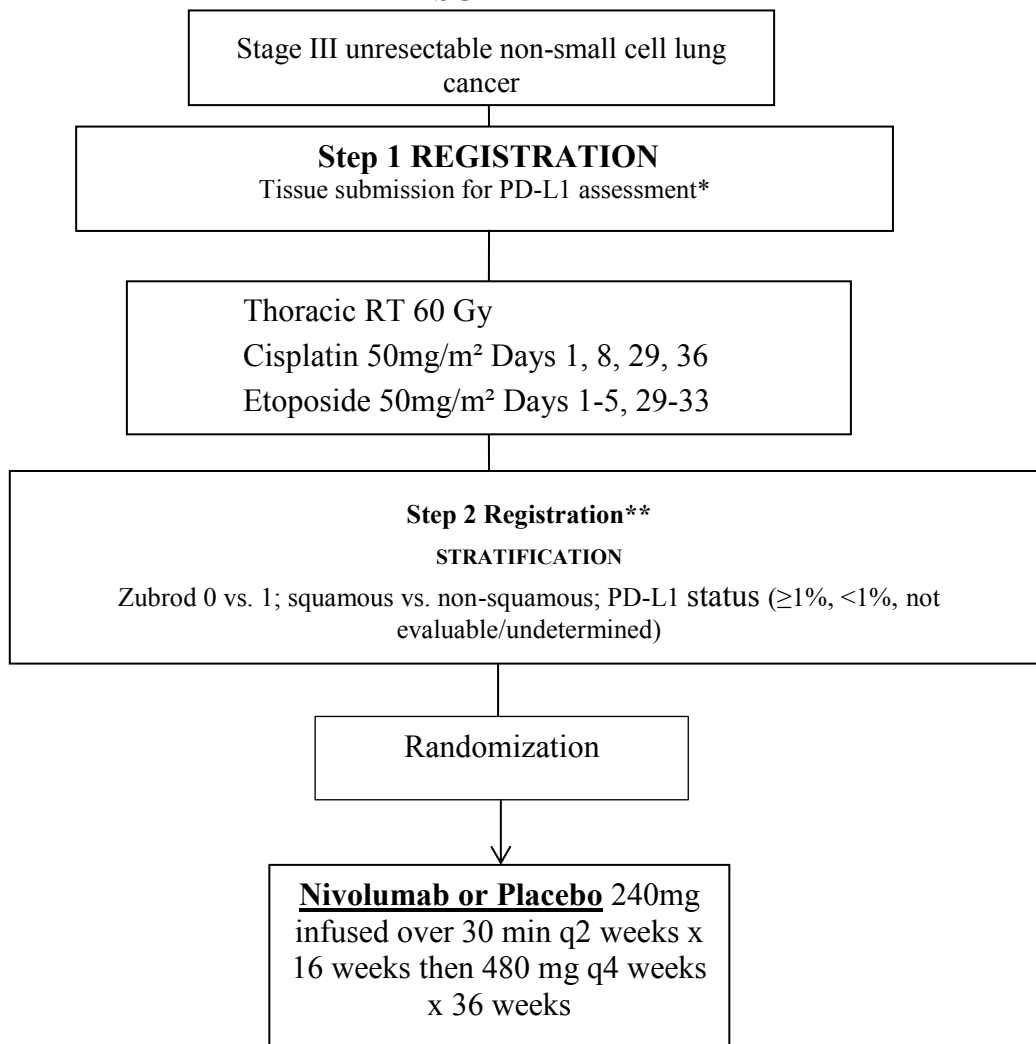 Stage III unresectable non-small cell lung
cancer
Step 1 REGISTRATION
Tissue submission for PD-L1 assessment*
Thoracic RT 60 Gy
Cisplatin 50mg/m² Days 1, 8, 29, 36
Etoposide 50mg/m² Days 1-5, 29-33
Step 2 Registration**
STRATIFICATION
Zubrod 0 vs. 1; squamous vs. non-squamous; PD-L1 status (≥1%, <1%, not
evaluable/undetermined)
Randomization
Nivolumab or Placebo 240mg
infused over 30 min q2 weeks x
16 weeks then 480 mg q4 weeks
x 36 weeks